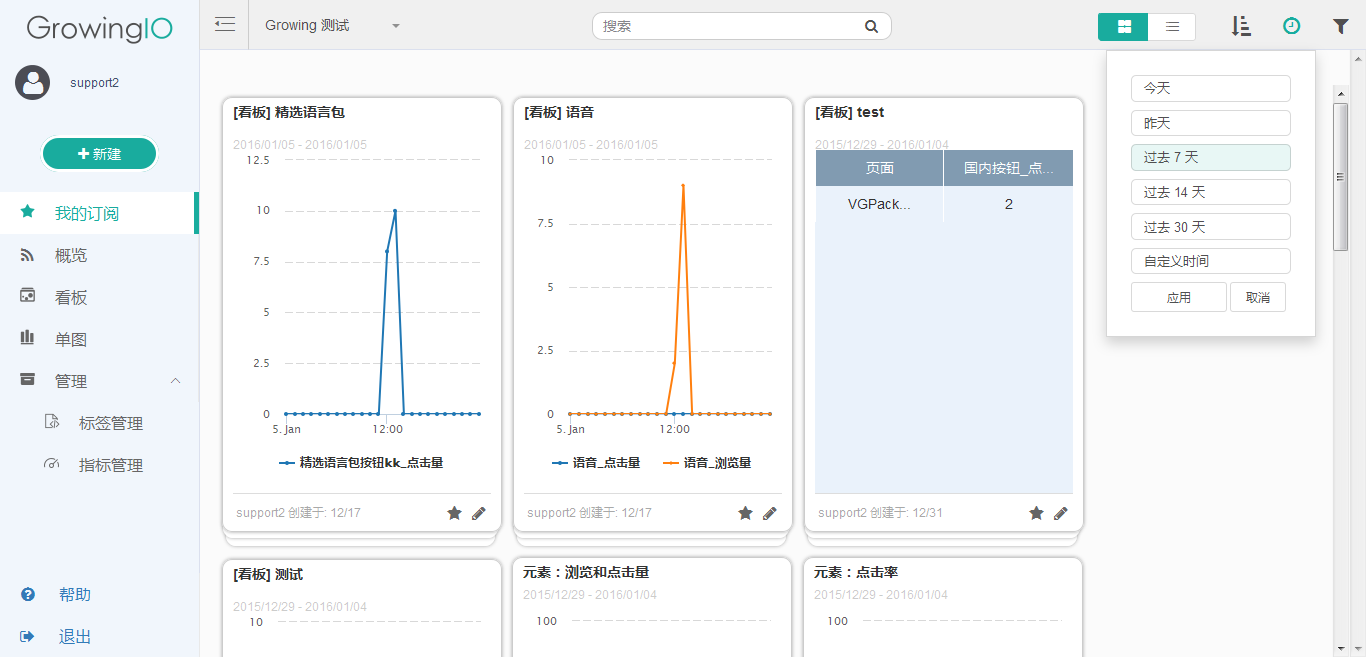 GrowingIO
support2
新建
我的订阅
概览
看板
单图
管理
标签管理
指标管理
帮助
退出
Growing 测试
搜索
今天
昨天
过去 7 天
过去 14 天
过去 30 天
自定义时间
应用 取消
[看板] 精选语言包
2016/01/05 - 2016/01/05
12.5
10
7.5
5
2.5
0
5. Jan 12:00
精选语言包按钮kk_点击量
support2 创建于: 12/17
[看板] 语音
2016/01/05 - 2016/01/05
10
7.5
5
2.5
0
5. Jan 12:00
语音_点击量 语音_浏览量
support2 创建于: 12/17
[看板] test
2015/12/29 - 2016/01/04
页面 国内按钮_点...
VGPack... 2
support2 创建于: 12/31
[看板] 测试
2015/12/29 - 2016/01/04
10
元素：浏览和点击量
2015/12/29 - 2016/01/04
100
元素：点击率
2015/12/29 - 2016/01/04
100